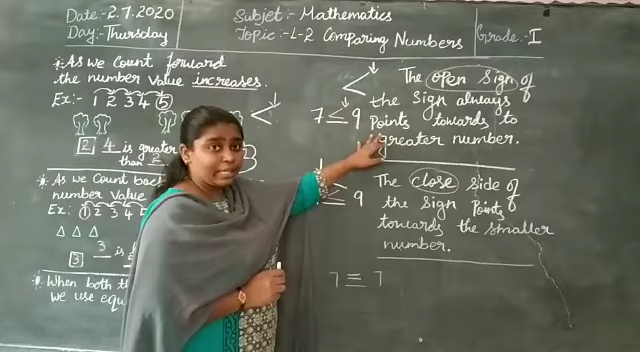 Date:- 2.7.2020
Day:- Thursday
Subjet:- Mathematics
Topic:- L-2 Comparing Numbers
Grade:- I
* As we Count forward
the number value increases.
Ex:- 1 2 3 4 5
2 4 is greater
than 2
* As we Count back
number value
Ex: 1 2 3 4
3 3 is
* When both th
we use equ
<
3
<
7 ≤ 9
The open Sign of
the Sign always
Points towards to
greater number.
≤ 9
The close Side of
the Sign Points
towards the smaller
number.
7 = 7